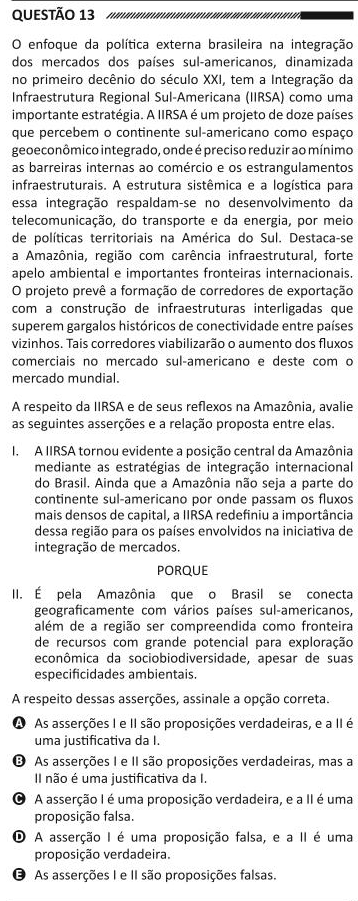 QUESTÃO 13
O enfoque da política externa brasileira na integração
dos mercados dos países sul-americanos, dinamizada
no primeiro decênio do século XXI, tem a Integração da
Infraestrutura Regional Sul-Americana (IIRSA) como uma
importante estratégia. A IIRSA é um projeto de doze países
que percebem o continente sul-americano como espaço
geoeconômico integrado, onde é preciso reduzir ao mínimo
as barreiras internas ao comércio e os estrangulamentos
infraestruturais. A estrutura sistêmica e a logística para
essa integração respaldam-se no desenvolvimento da
telecomunicação, do transporte e da energia, por meio
de políticas territoriais na América do Sul. Destaca-se
a Amazônia, região com carência infraestrutural, forte
apelo ambiental e importantes fronteiras internacionais.
O projeto prevê a formação de corredores de exportação
com a construção de infraestruturas interligadas que
superem gargalos históricos de conectividade entre países
vizinhos. Tais corredores viabilizarão o aumento dos fluxos
comerciais no mercado sul-americano e deste com o
mercado mundial.
A respeito da IIRSA e de seus reflexos na Amazônia, avalie
as seguintes asserções e a relação proposta entre elas.
I. A IIRSA tornou evidente a posição central da Amazônia
mediante as estratégias de integração internacional
do Brasil. Ainda que a Amazônia não seja a parte do
continente sul-americano por onde passam os fluxos
mais densos de capital, a IIRSA redefiniu a importância
dessa região para os países envolvidos na iniciativa de
integração de mercados.
PORQUE
II. É pela Amazônia que o Brasil se conecta
geograficamente com vários países sul-americanos,
além de a região ser compreendida como fronteira
de recursos com grande potencial para exploração
econômica da sociobiodiversidade, apesar de suas
especificidades ambientais.
A respeito dessas asserções, assinale a opção correta.
A As asserções I e II são proposições verdadeiras, e a II é
uma justificativa da I.
B As asserções I e II são proposições verdadeiras, mas a
II não é uma justificativa da I.
C A asserção I é uma proposição verdadeira, e a II é uma
proposição falsa.
D A asserção I é uma proposição falsa, e a II é uma
proposição verdadeira.
E As asserções I e II são proposições falsas.